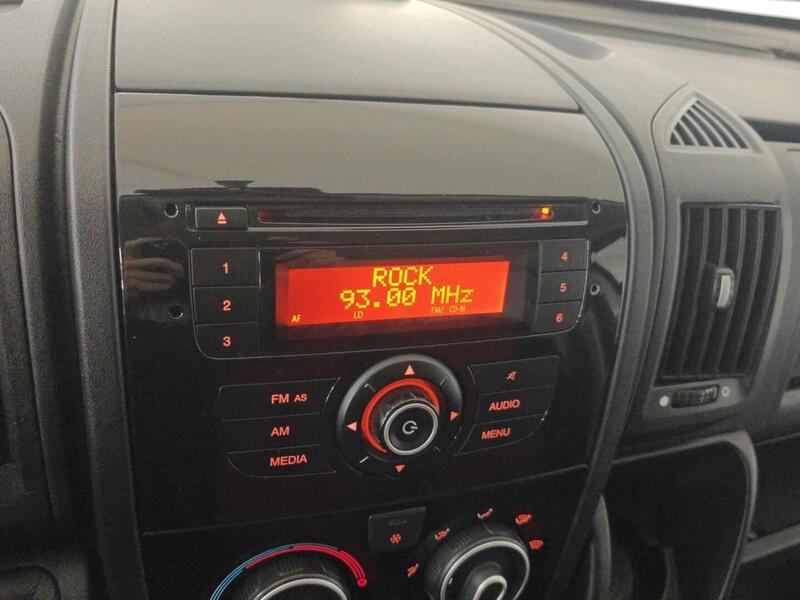 ROCK
93.00 MHz
AF LD FM2 CD-IN
1
2
3
4
5
6
FM AS
AM
MEDIA
AUDIO
MENU